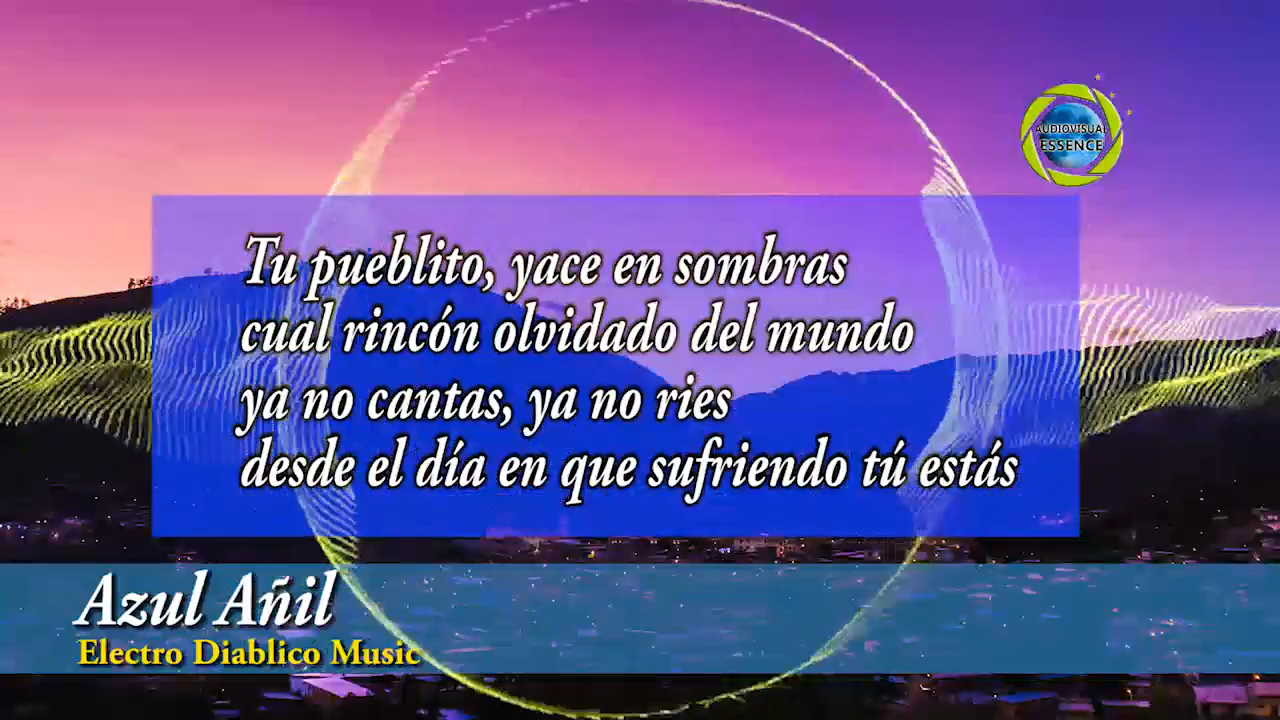 AUDIOVISUAL
ESSENCE
Tu pueblito, yace en sombras
cual rincón olvidado del mundo
ya no cantas, ya no ries
desde el día en que sufriendo tú estás
Azul Añil
Electro Diablico Music